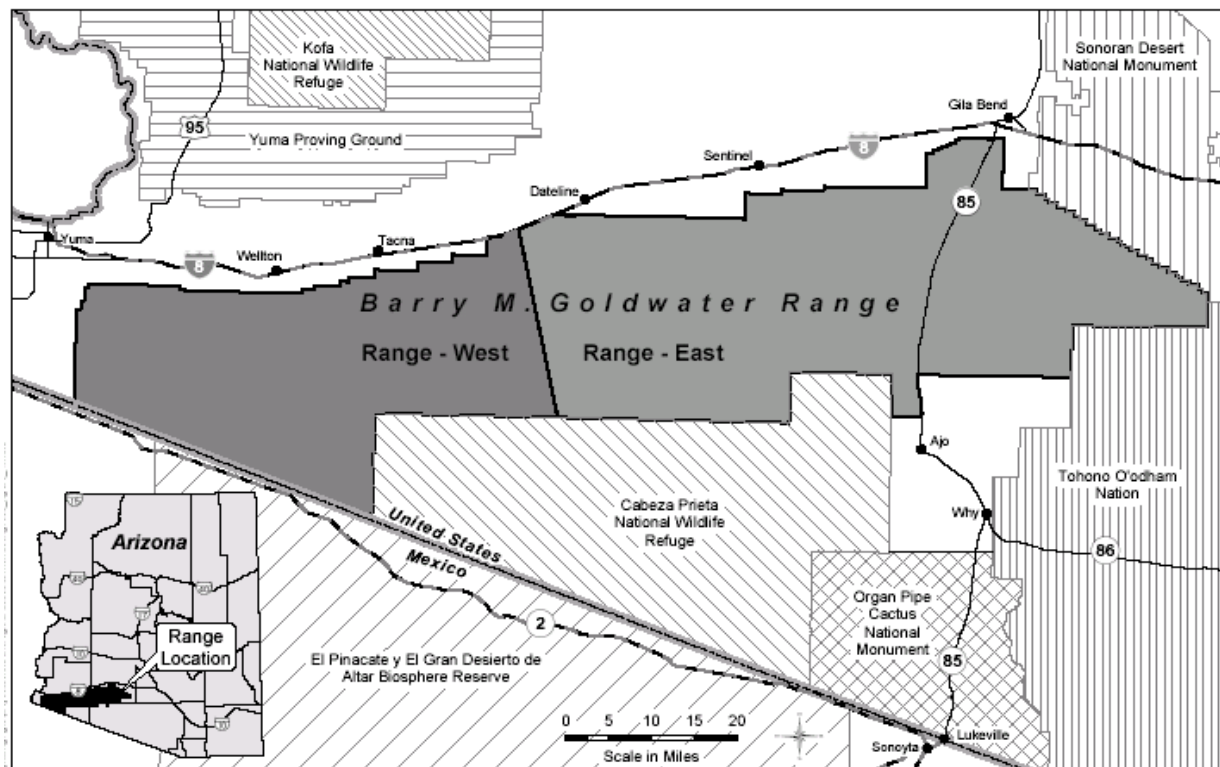 Kofa
National Wildlife
Refuge
Sonoran Desert
National Monument
95
Yuma Proving Ground
Gila Bend
8
Sentinel
Dateline
85
Yuma
Tacna
Wellton
8
Barry M. Goldwater Range
Range - West
Range - East
Ajo
Tohono O'odham
Nation
Cabeza Prieta
National Wildlife
Refuge
Why
United States
Mexico
86
Arizona
Organ Pipe
Cactus
National
Monument
2
Range
Location
El Pinacate y El Gran Desierto de
Altar Biosphere Reserve
85
0 5 10 15 20
Scale in Miles
Lukeville
Sonoyta